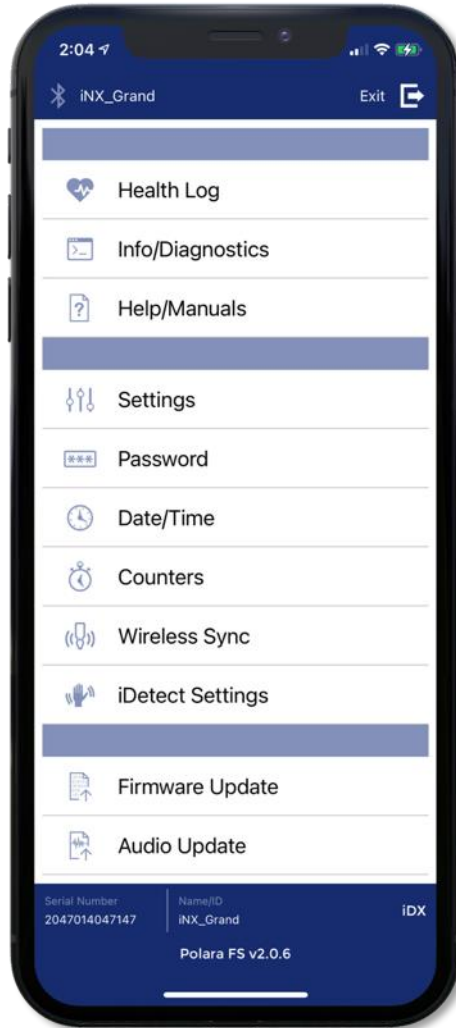 2:04
iNX_Grand
Exit
Health Log
>_
Info/Diagnostics
?
Help/Manuals
Settings
***
Password
Date/Time
Counters
Wireless Sync
iDetect Settings
Firmware Update
Audio Update
Serial Number
Name/ID
2047014047147
iNX_Grand
iDX
Polara FS v2.0.6